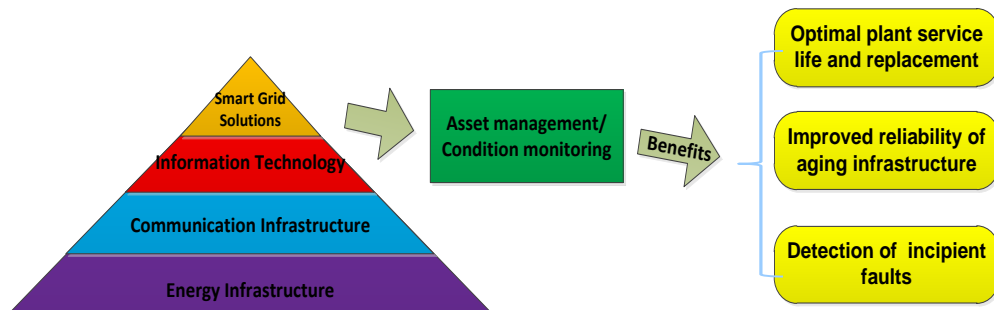 Smart Grid
Solutions
Information Technology
Communication Infrastructure
Energy Infrastructure
Asset management/
Condition monitoring
Benefits
Optimal plant service
life and replacement
Improved reliability of
aging infrastructure
Detection of incipient
faults